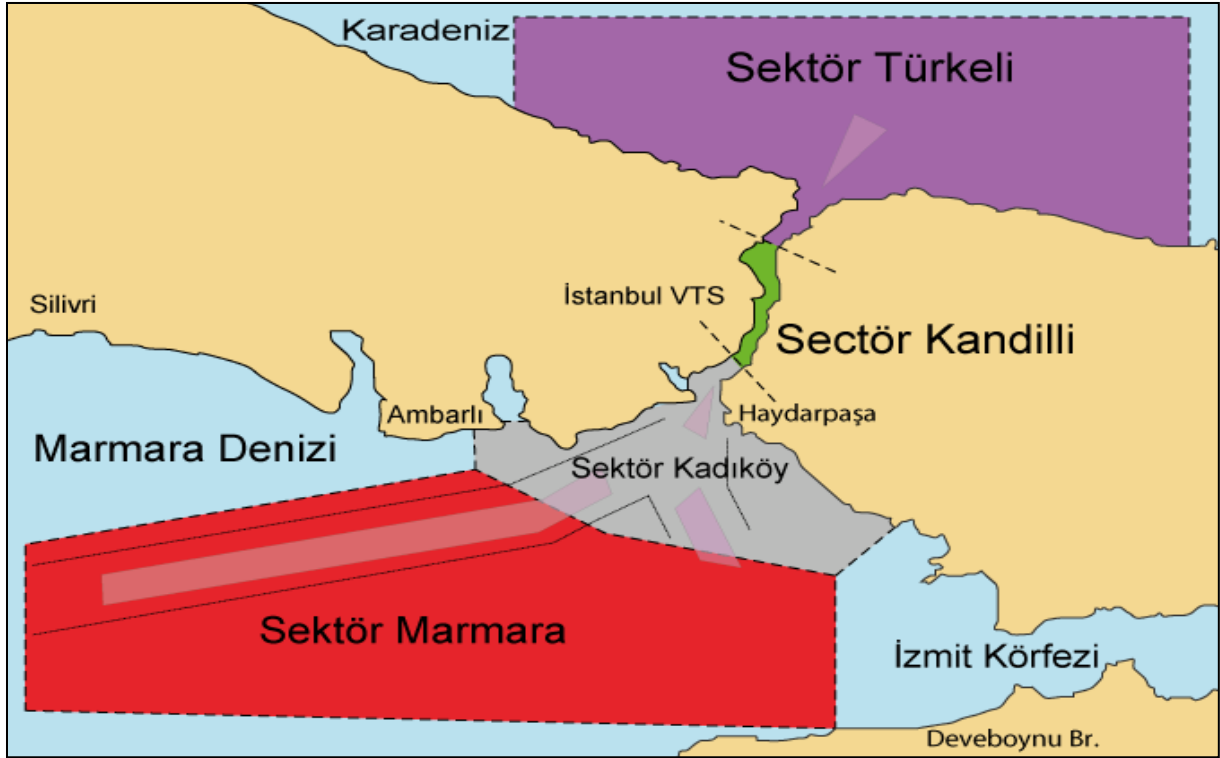 Karadeniz
Sektör Türkeli
İstanbul VTS
Silivri
Sectör Kandilli
Ambarlı
Haydarpaşa
Marmara Denizi
Sektör Kadıköy
Sektör Marmara
İzmit Körfezi
Deveboynu Br.